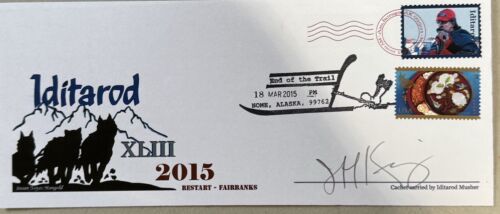 Iditarod
XLIII
2015
RESTART - FAIRBANKS
End of the Trail
18 MAR 2015 PM
NOME, ALASKA, 99762
Iditarod
Cachet carried by Iditarod Musher